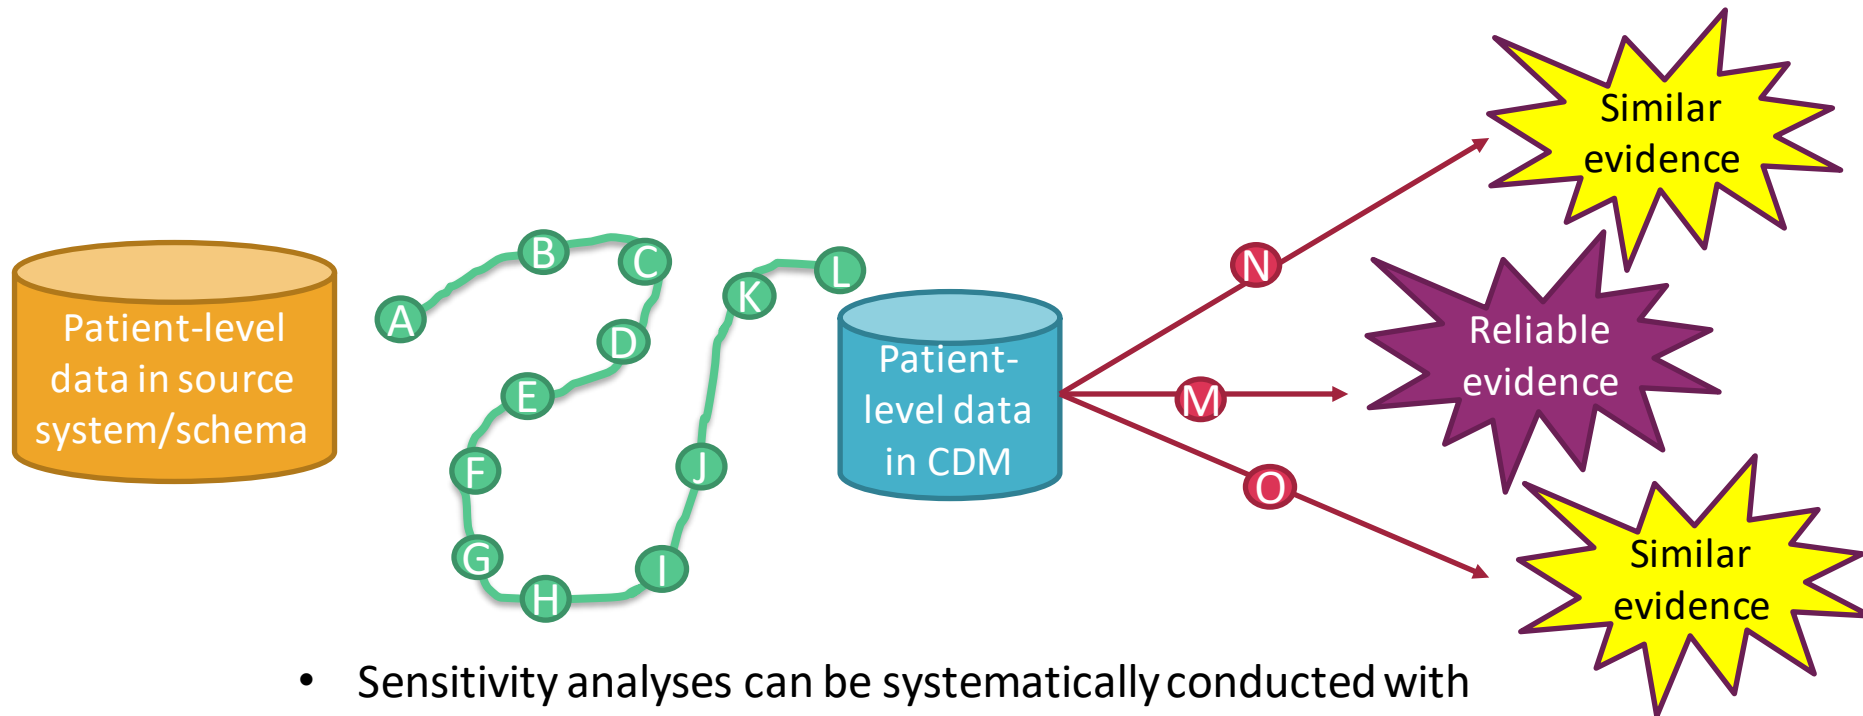 Patient-level
data in source
system/schema
A
B
C
D
E
F
G
H
I
J
K
L
Patient-
level data
in CDM
N
M
O
Similar
evidence
Reliable
evidence
Similar
evidence
• Sensitivity analyses can be systematically conducted with